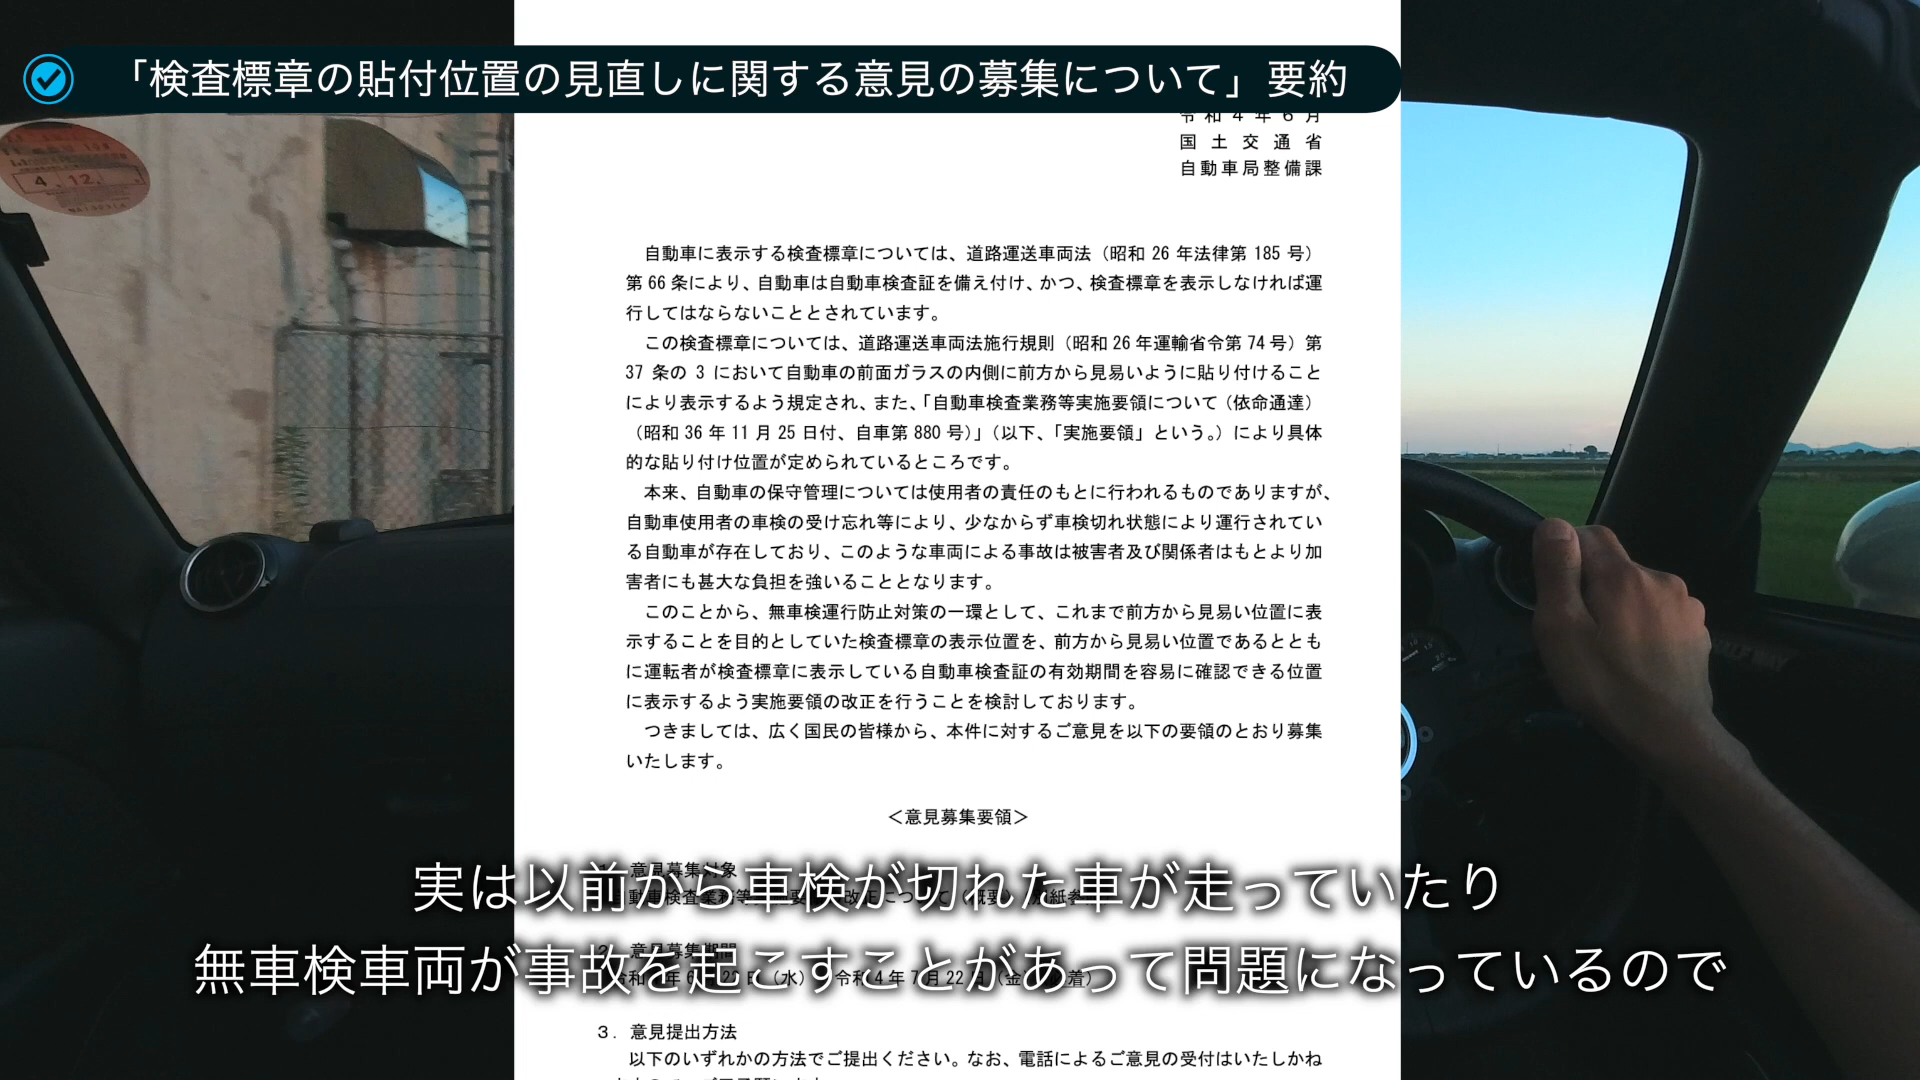 「検査標章の貼付位置の見直しに関する意見の募集について」要約
令和4年6月
国土交通省
自動車局整備課
4.12.
自動車に表示する検査標章については、道路運送車両法（昭和 26 年法律第 185 号）
第 66 条により、自動車は自動車検査証を備え付け、かつ、検査標章を表示しなければ運
行してはならないこととされています。
この検査標章については、道路運送車両法施行規則（昭和 26 年運輸省令第 74 号）第
37 条の 3 において自動車の前面ガラスの内側に前方から見易いように貼り付けること
により表示するよう規定され、また、「自動車検査業務等実施要領について（依命通達）
（昭和 36 年 11 月 25 日付、自車第 880 号）」（以下、「実施要領」という。）により具体
的な貼り付け位置が定められているところです。
本来、自動車の保守管理については使用者の責任のもとに行われるものでありますが、
自動車使用者の車検の受け忘れ等により、少なからず車検切れ状態により運行されてい
る自動車が存在しており、このような車両による事故は被害者及び関係者はもとより加
害者にも甚大な負担を強いることとなります。
このことから、無車検運行防止対策の一環として、これまで前方から見易い位置に表
示することを目的としていた検査標章の表示位置を、前方から見易い位置であるととも
に運転者が検査標章に表示している自動車検査証の有効期間を容易に確認できる位置
に表示するよう実施要領の改正を行うことを検討しております。
つきましては、広く国民の皆様から、本件に対するご意見を以下の要領のとおり募集
いたします。
＜意見募集要領＞
意見募集対象
実は以前から車検が切れた車が走っていたり
意見募集期間
無車検車両が事故を起こすことがあって問題になっているので
3．意見提出方法
以下のいずれかの方法でご提出ください。なお、電話によるご意見の受付はいたしかね